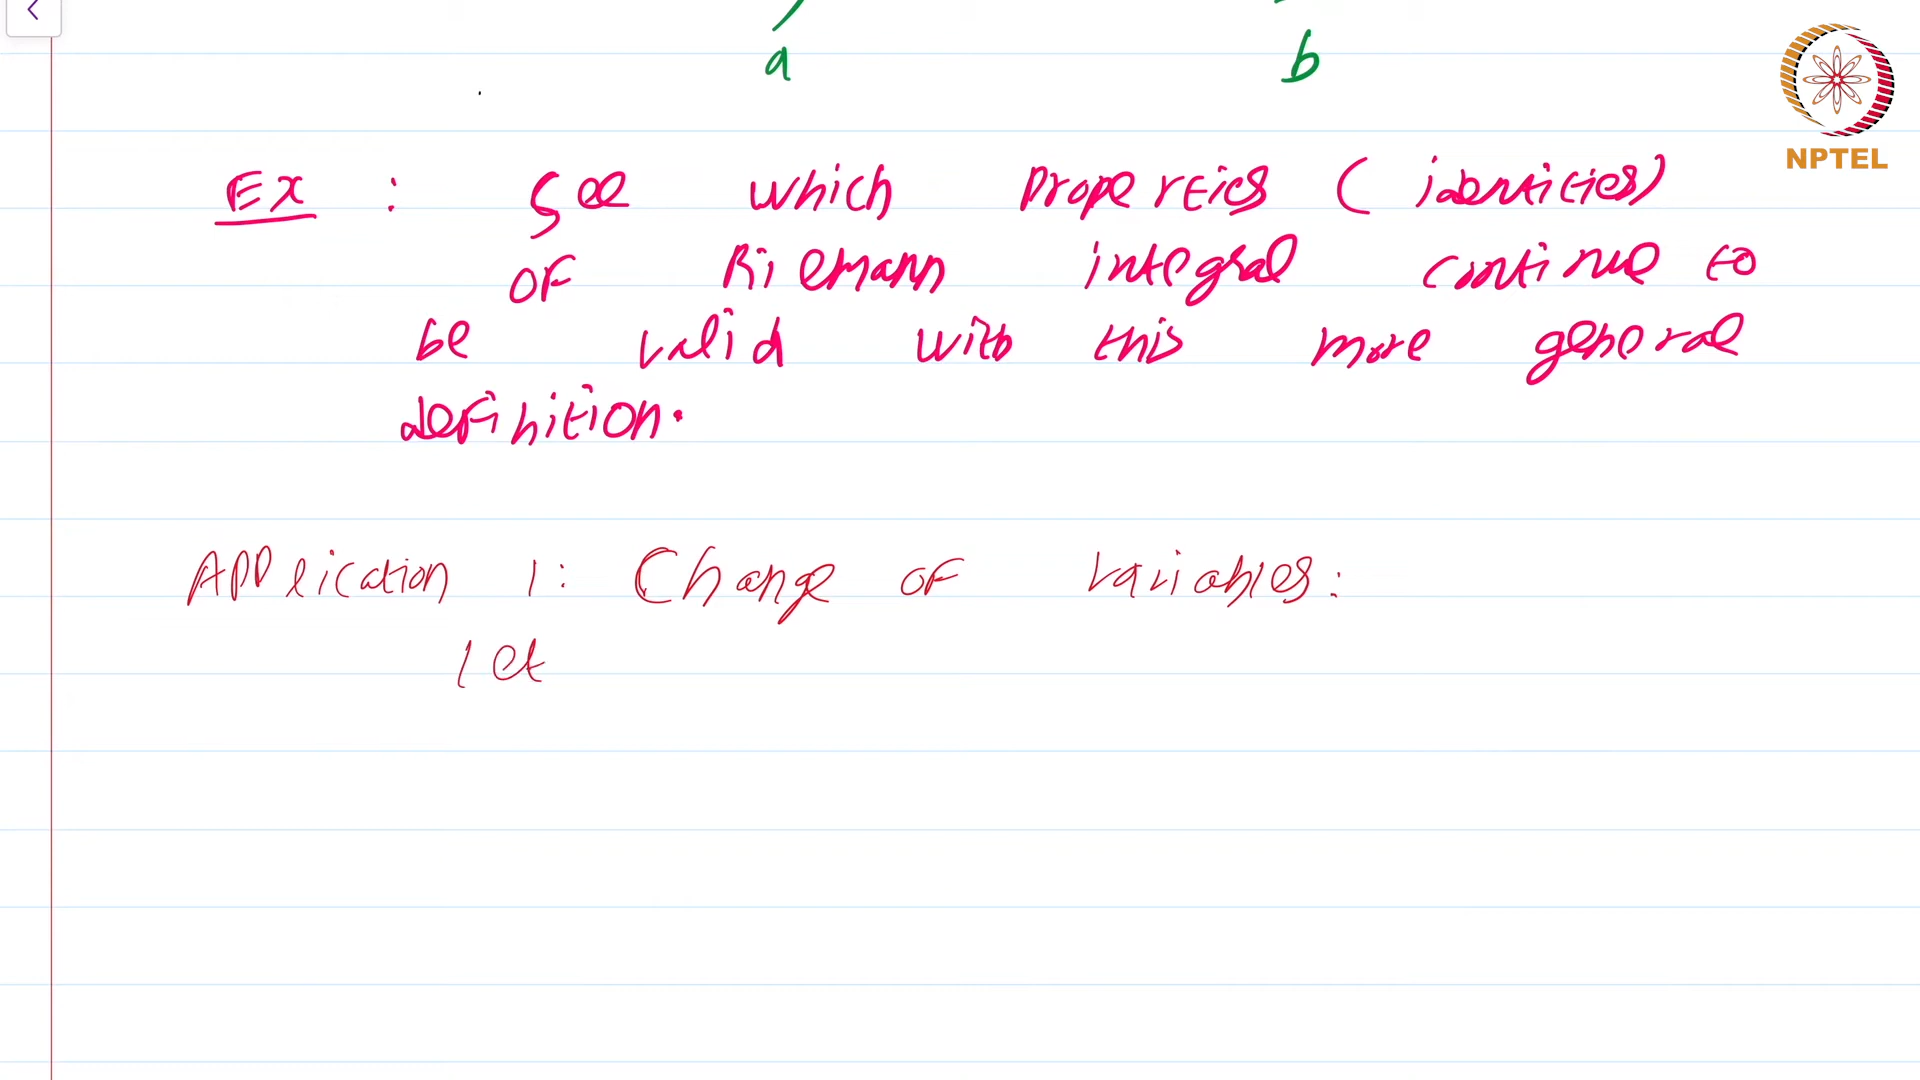 a b
NPTEL
Ex : See which properties (identities)
of Riemann integral continue to
be valid with this more general
definition.
Application 1: Change of variables:
let